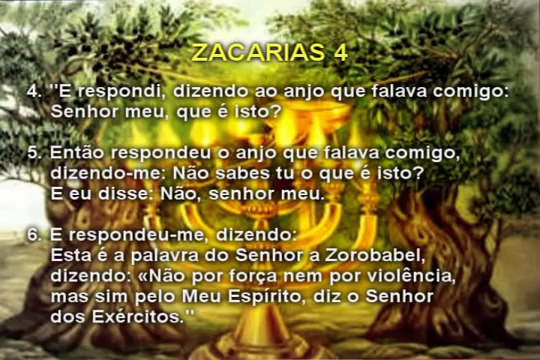 ZACARIAS 4
4. "E respondi, dizendo ao anjo que falava comigo:
Senhor meu, que é isto?
5. Então respondeu o anjo que falava comigo,
dizendo-me: Não sabes tu o que é isto?
E eu disse: Não, senhor meu.
6. E respondeu-me, dizendo:
Esta é a palavra do Senhor a Zorobabel,
dizendo: «Não por força nem por violência,
mas sim pelo Meu Espírito, diz o Senhor
dos Exércitos."